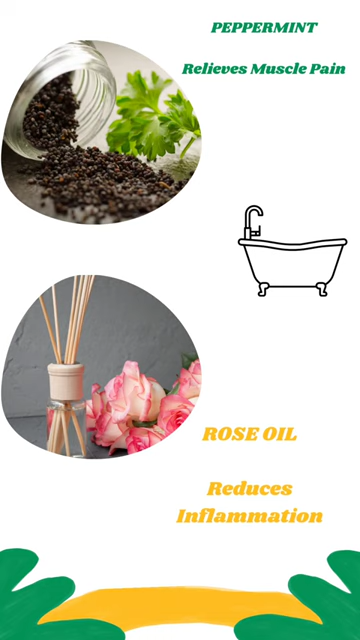 PEPPERMINT
Relieves Muscle Pain
ROSE OIL
Reduces
Inflammation